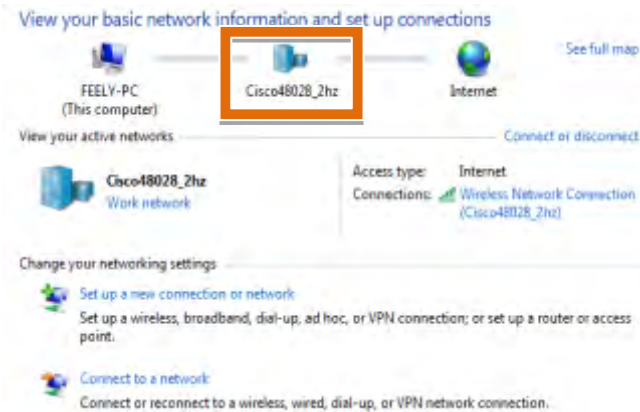 View your basic network information and set up connections
See full map
FEELY-PC
(This computer)
Cisco48028_2hz
Internet
View your active networks
Connect or disconnect
Cisco48028_2hz
Work network
Access type: Internet
Connections: Wireless Network Connection
(Cisco48028_2hz)
Change your networking settings
Set up a new connection or network
Set up a wireless, broadband, dial-up, ad hoc, or VPN connection; or set up a router or access
point.
Connect to a network
Connect or reconnect to a wireless, wired, dial-up, or VPN network connection.